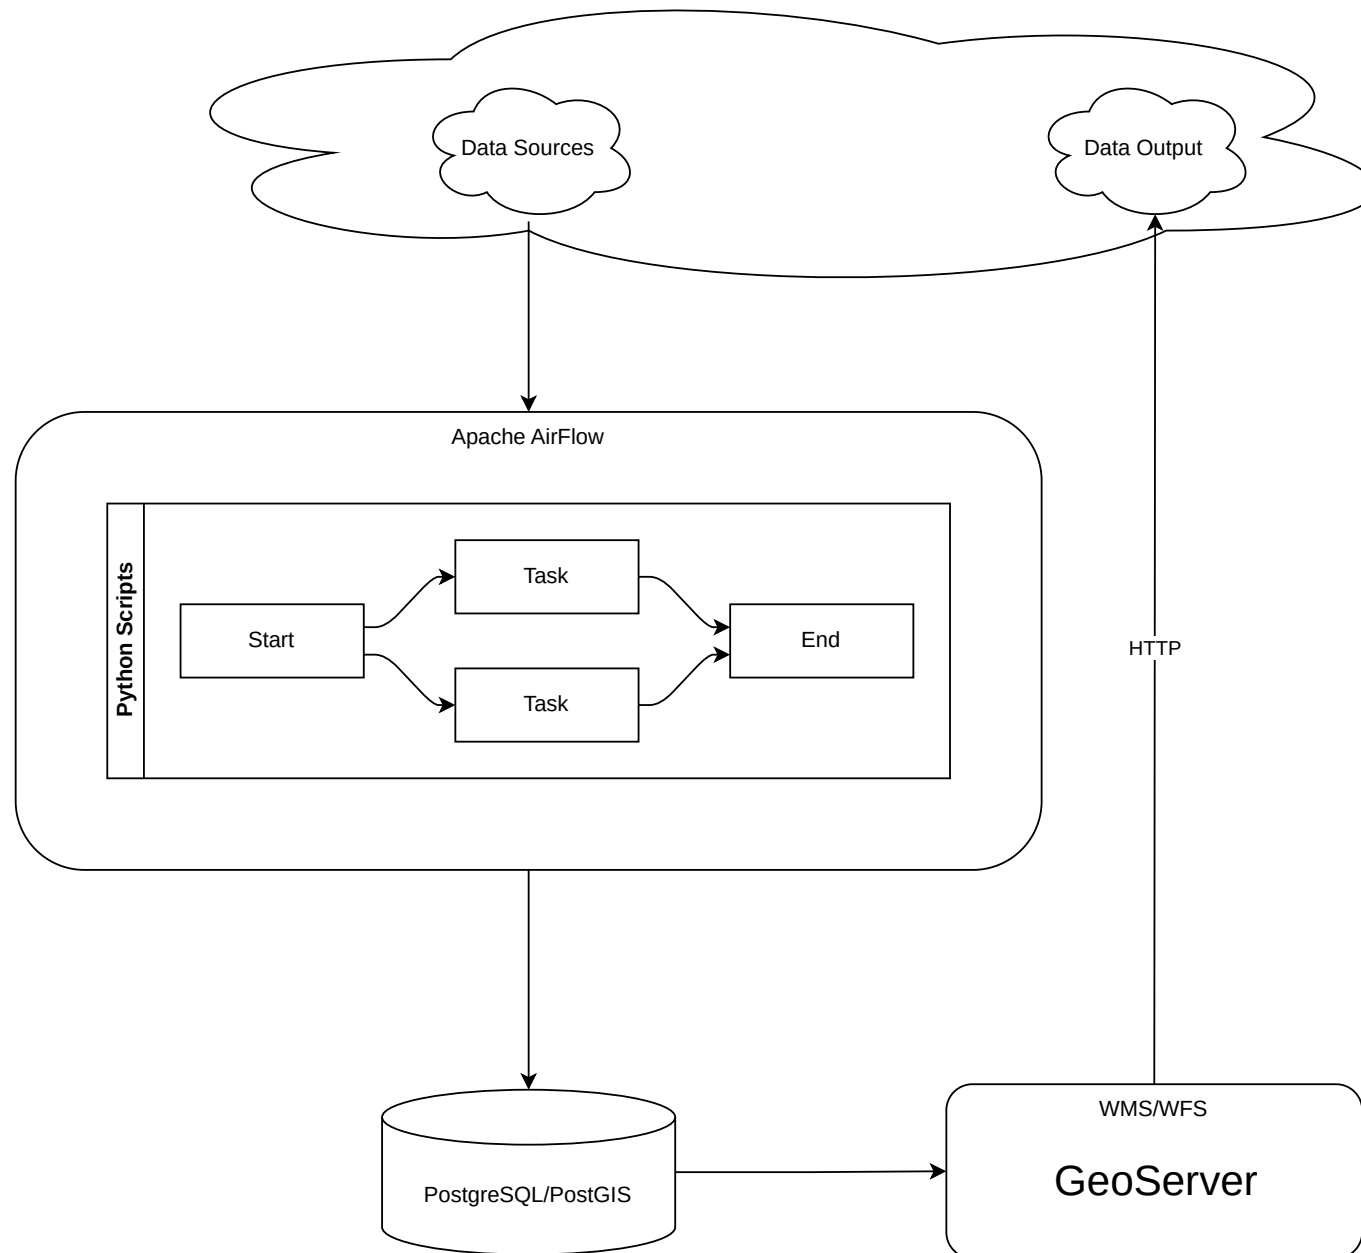 Data Sources
Data Output
Apache AirFlow
Python Scripts
Task
Start
End
Task
HTTP
WMS/WFS
GeoServer
PostgreSQL/PostGIS